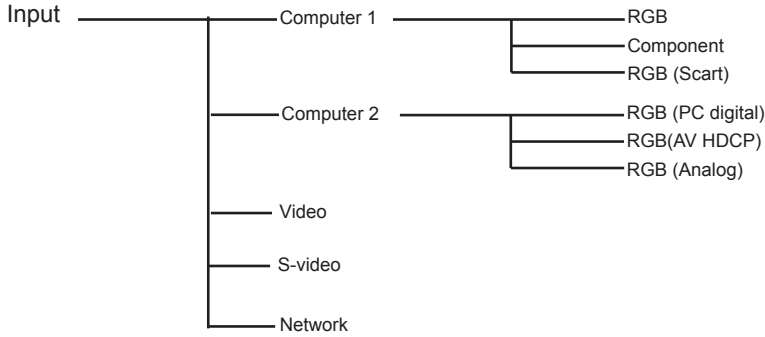 Input
Computer 1
RGB
Component
RGB (Scart)
Computer 2
RGB (PC digital)
RGB(AV HDCP)
RGB (Analog)
Video
S-video
Network